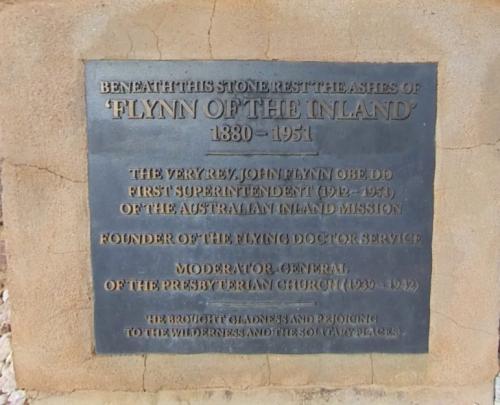 BENEATH THIS STONE REST THE ASHES OF
'FLYNN OF THE INLAND'
1880 - 1951
THE VERY REV. JOHN FLYNN OBE DD
FIRST SUPERINTENDENT (1912 - 1951)
OF THE AUSTRALIAN INLAND MISSION
FOUNDER OF THE FLYING DOCTOR SERVICE
MODERATOR-GENERAL
OF THE PRESBYTERIAN CHURCH (1939 - 1942)
'HE BROUGHT GLADNESS AND REJOICING
TO THE WILDERNESS AND THE SOLITARY PLACES'